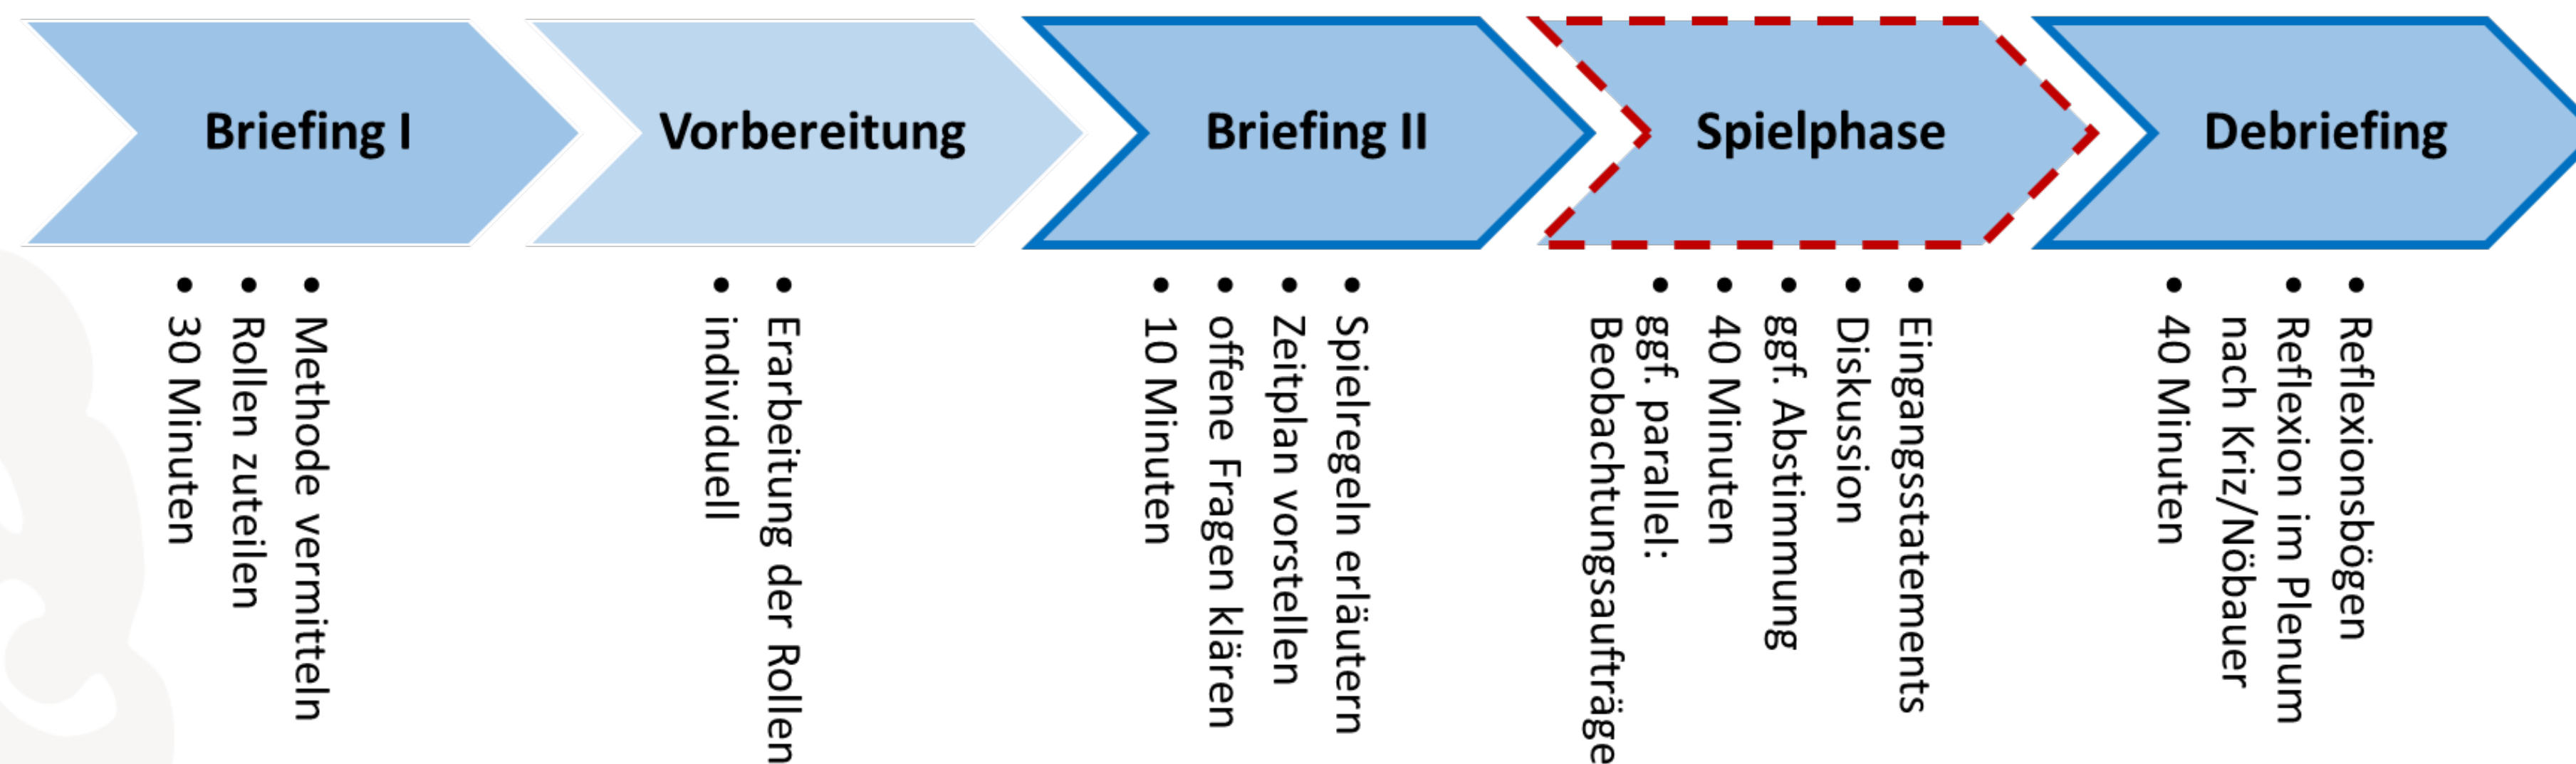 Briefing I
• Methode vermitteln
• Rollen zuteilen
• 30 Minuten
Vorbereitung
• Erarbeitung der Rollen
• individuell
Briefing II
• Spielregeln erläutern
• Zeitplan vorstellen
• offene Fragen klären
• 10 Minuten
Spielphase
• Eingangsstatements
• Diskussion
• ggf. Abstimmung
• 40 Minuten
• ggf. parallel:
Beobachtungsaufträge
Debriefing
• Reflexionsbögen
• Reflexion im Plenum
nach Kriz/Nöbauer
• 40 Minuten